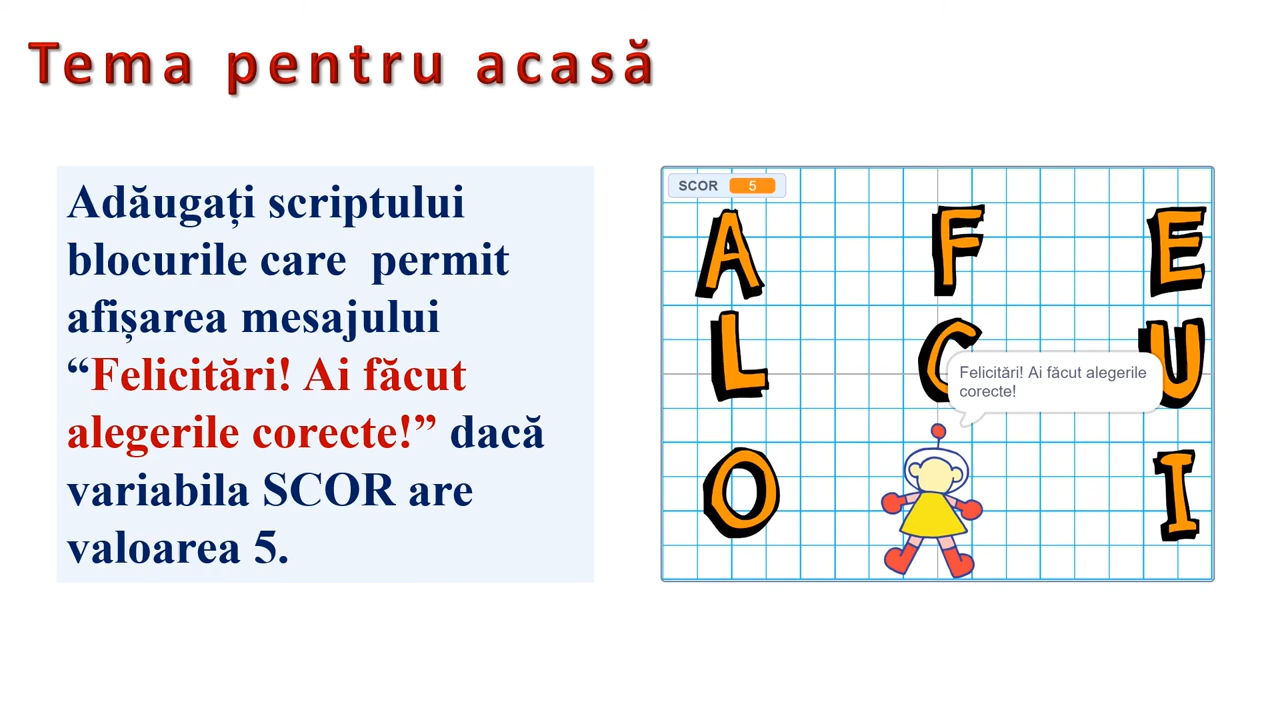 Tema pentru acasă
Adăugați scriptului
blocurile care  permit
afișarea mesajului
“Felicitări! Ai făcut
alegerile corecte!” dacă
variabila SCOR are
valoarea 5.
SCOR 5
A F E
L C U
Felicitări! Ai făcut alegerile
corecte!
O I